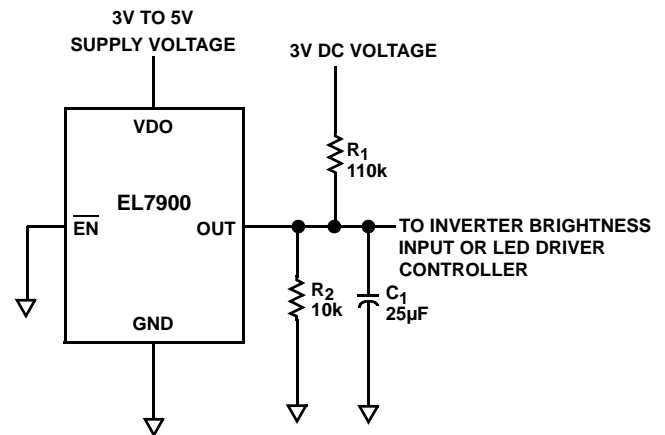 3V TO 5V
SUPPLY VOLTAGE
3V DC VOLTAGE
VDO
R1
110k
EL7900
EN
OUT
TO INVERTER BRIGHTNESS
INPUT OR LED DRIVER
CONTROLLER
R2
10k
C1
25µF
GND